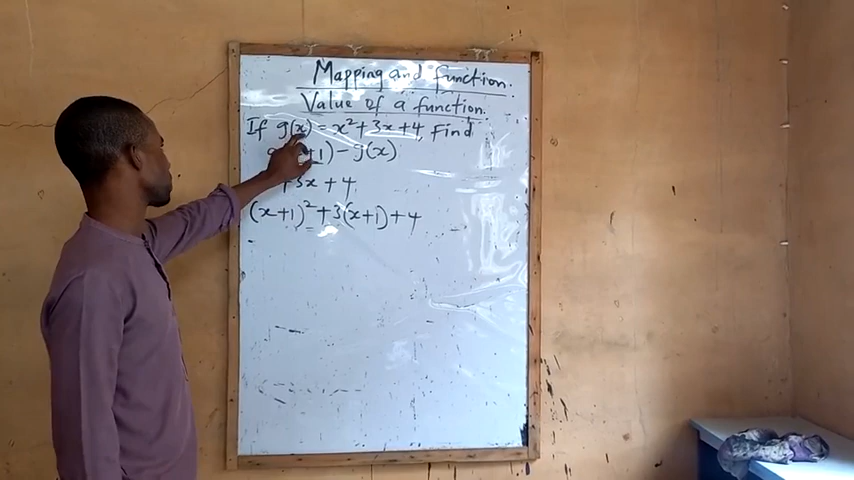 Mapping and function.
Value of a function.
If g(x) = x² + 3x + 4 Find
+1) - g(x)
+ 3x + 4
(x+1)² + 3(x+1) + 4